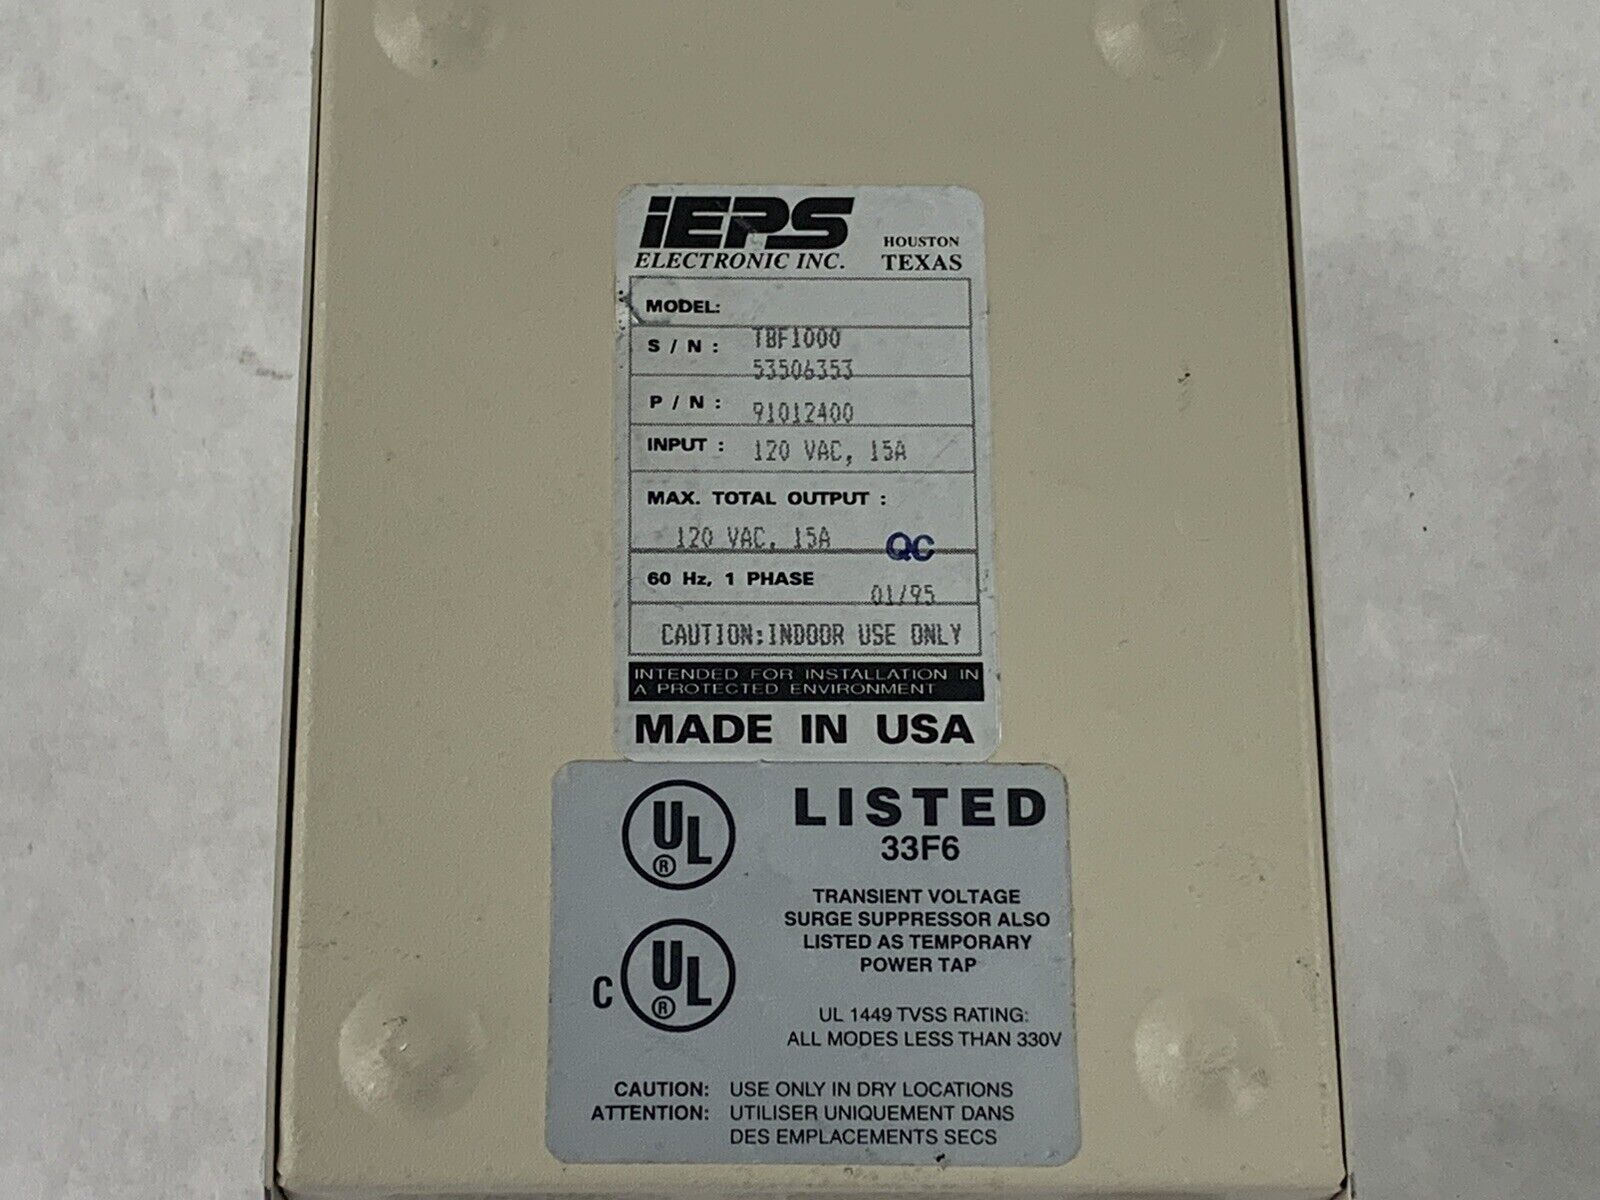 iEPS
ELECTRONIC INC.
HOUSTON
TEXAS
MODEL:
S / N : TBF1000
53506353
P / N : 91012400
INPUT : 120 VAC, 15A
MAX. TOTAL OUTPUT :
120 VAC, 15A
QC
60 Hz, 1 PHASE 01/95
CAUTION:INDOOR USE ONLY
INTENDED FOR INSTALLATION IN
A PROTECTED ENVIRONMENT
MADE IN USA
UL
®
LISTED
33F6
TRANSIENT VOLTAGE
SURGE SUPPRESSOR ALSO
LISTED AS TEMPORARY
POWER TAP
C UL
®
UL 1449 TVSS RATING:
ALL MODES LESS THAN 330V
CAUTION: USE ONLY IN DRY LOCATIONS
ATTENTION: UTILISER UNIQUEMENT DANS
DES EMPLACEMENTS SECS